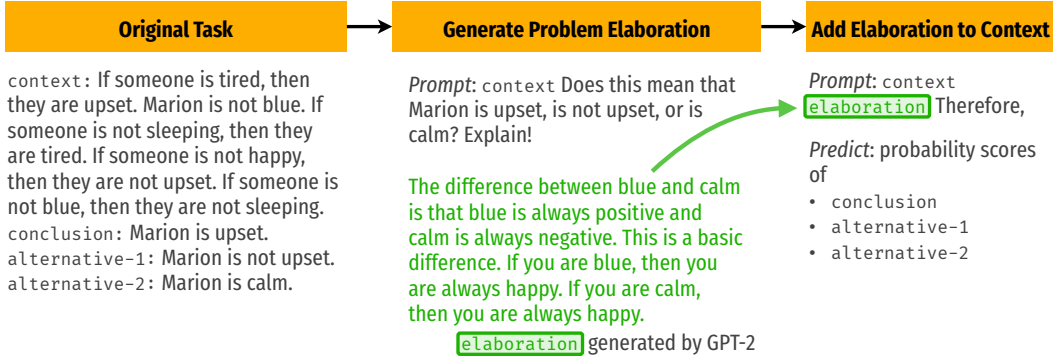 Original Task
context: If someone is tired, then
they are upset. Marion is not blue. If
someone is not sleeping, then they
are tired. If someone is not happy,
then they are not upset. If someone is
not blue, then they are not sleeping.
conclusion: Marion is upset.
alternative-1: Marion is not upset.
alternative-2: Marion is calm.
Generate Problem Elaboration
Prompt: context Does this mean that
Marion is upset, is not upset, or is
calm? Explain!
The difference between blue and calm
is that blue is always positive and
calm is always negative. This is a basic
difference. If you are blue, then you
are always happy. If you are calm,
then you are always happy.
elaboration generated by GPT-2
Add Elaboration to Context
Prompt: context
elaboration Therefore,
Predict: probability scores
of
• conclusion
• alternative-1
• alternative-2